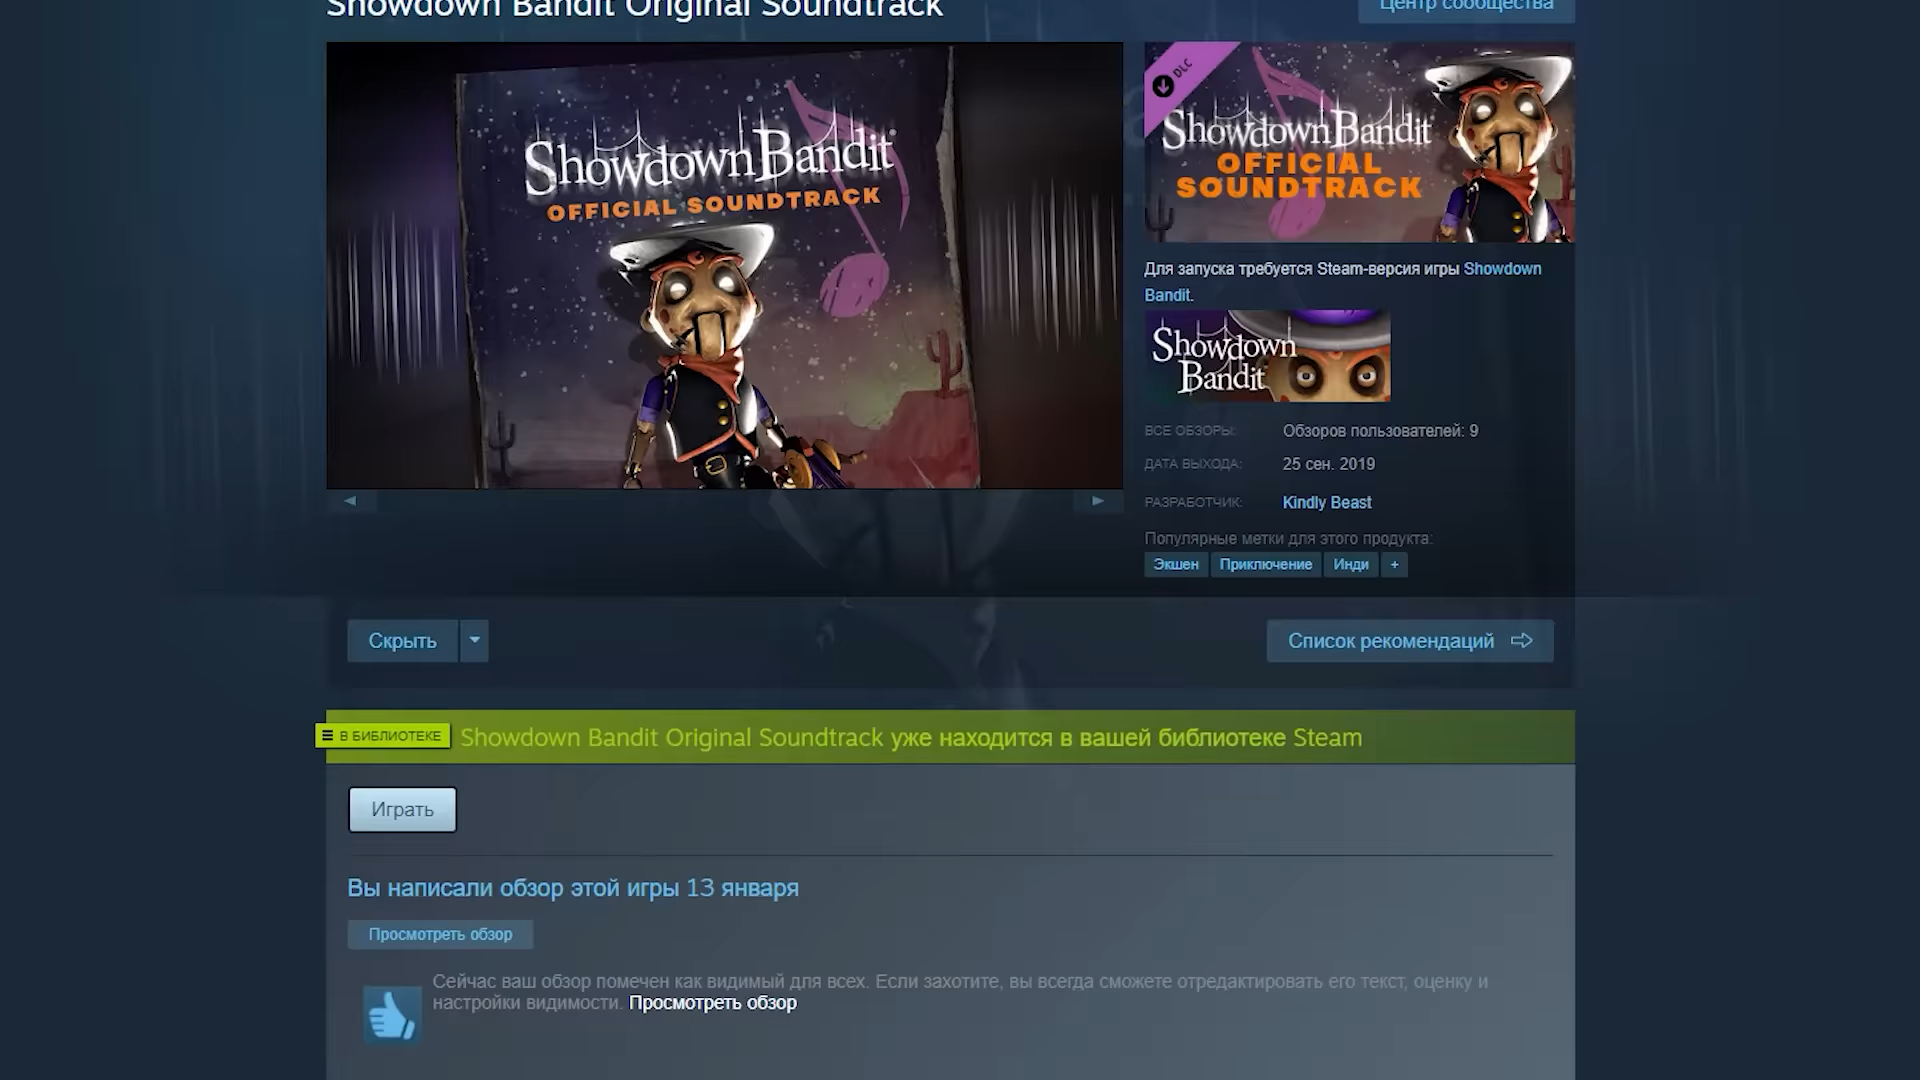 Showdown Bandit Original Soundtrack
Центр сообщества
Showdown Bandit
OFFICIAL SOUNDTRACK
DLC
Showdown Bandit
OFFICIAL
SOUNDTRACK
Для запуска требуется Steam-версия игры Showdown
Bandit.
Showdown
Bandit
ВСЕ ОБЗОРЫ: Обзоров пользователей: 9
ДАТА ВЫХОДА: 25 сен. 2019
РАЗРАБОТЧИК: Kindly Beast
Популярные метки для этого продукта:
Экшен Приключение Инди +
Скрыть
Список рекомендаций
В БИБЛИОТЕКЕ Showdown Bandit Original Soundtrack уже находится в вашей библиотеке Steam
Играть
Вы написали обзор этой игры 13 января
Просмотреть обзор
Сейчас ваш обзор помечен как видимый для всех. Если захотите, вы всегда сможете отредактировать его текст, оценку и
настройки видимости. Просмотреть обзор